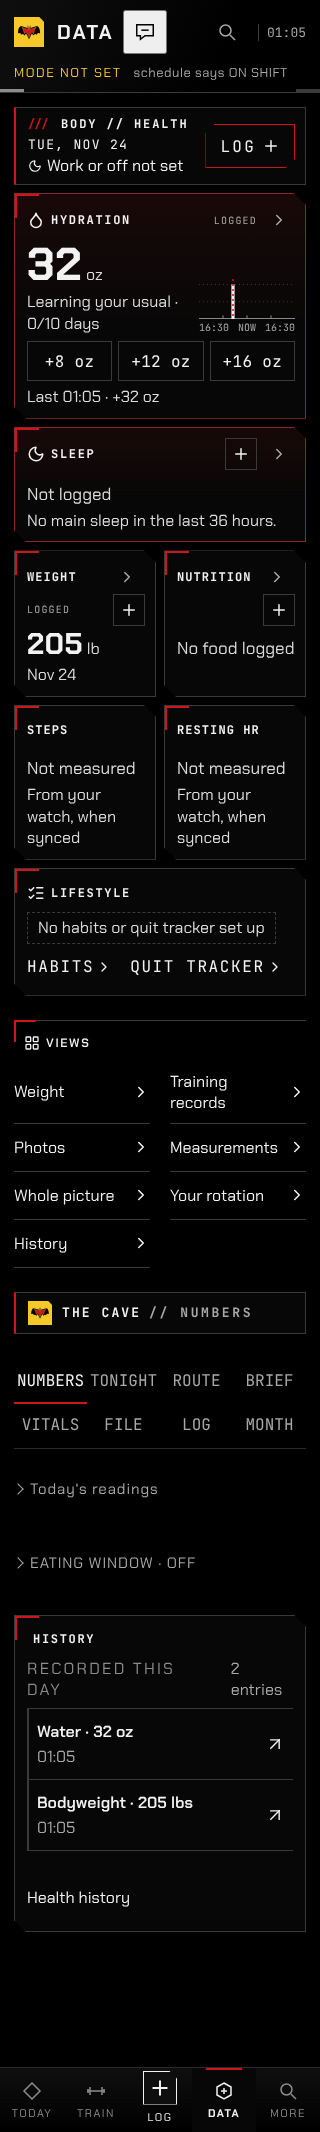 DATA
01:05
MODE NOT SET schedule says ON SHIFT
/// BODY // HEALTH
TUE, NOV 24
Work or off not set
LOG +
HYDRATION
LOGGED
32 oz
Learning your usual ·
0/10 days
16:30 NOW 16:30
+8 oz
+12 oz
+16 oz
Last 01:05 · +32 oz
SLEEP
Not logged
No main sleep in the last 36 hours.
WEIGHT
LOGGED
205 lb
Nov 24
NUTRITION
No food logged
STEPS
Not measured
From your
watch, when
synced
RESTING HR
Not measured
From your
watch, when
synced
LIFESTYLE
No habits or quit tracker set up
HABITS
QUIT TRACKER
VIEWS
Weight
Training
records
Photos
Measurements
Whole picture
Your rotation
History
THE CAVE // NUMBERS
NUMBERS TONIGHT ROUTE BRIEF
VITALS FILE LOG MONTH
Today's readings
EATING WINDOW · OFF
HISTORY
RECORDED THIS
DAY
2
entries
Water · 32 oz
01:05
Bodyweight · 205 lbs
01:05
Health history
TODAY
TRAIN
LOG
DATA
MORE